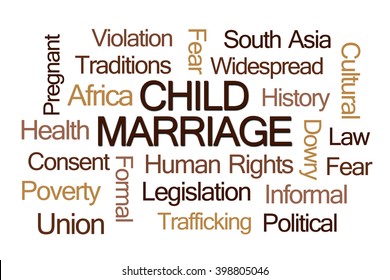 Violation
Fear
South Asia
Pregnant
Traditions
Widespread
Cultural
Africa
CHILD
History
Health
MARRIAGE
Dowry
Law
Consent
Formal
Human Rights
Fear
Poverty
Legislation
Informal
Union
Trafficking
Political
shutterstock.com · 398805046